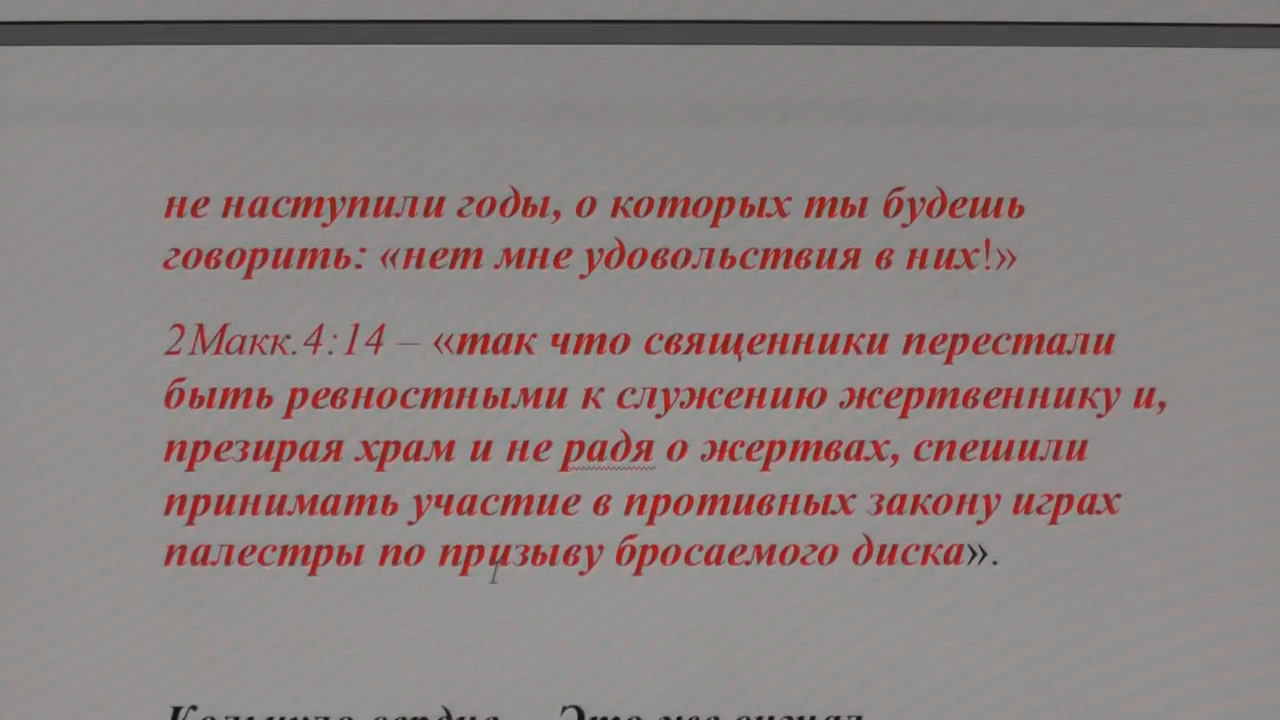 не наступили годы, о которых ты будешь
говорить: «нет мне удовольствия в них!»
2Макк.4:14 – «так что священники перестали
быть ревностными к служению жертвеннику и,
презирая храм и не радя о жертвах, спешили
принимать участие в противных закону играх
палестры по призыву бросаемого диска».